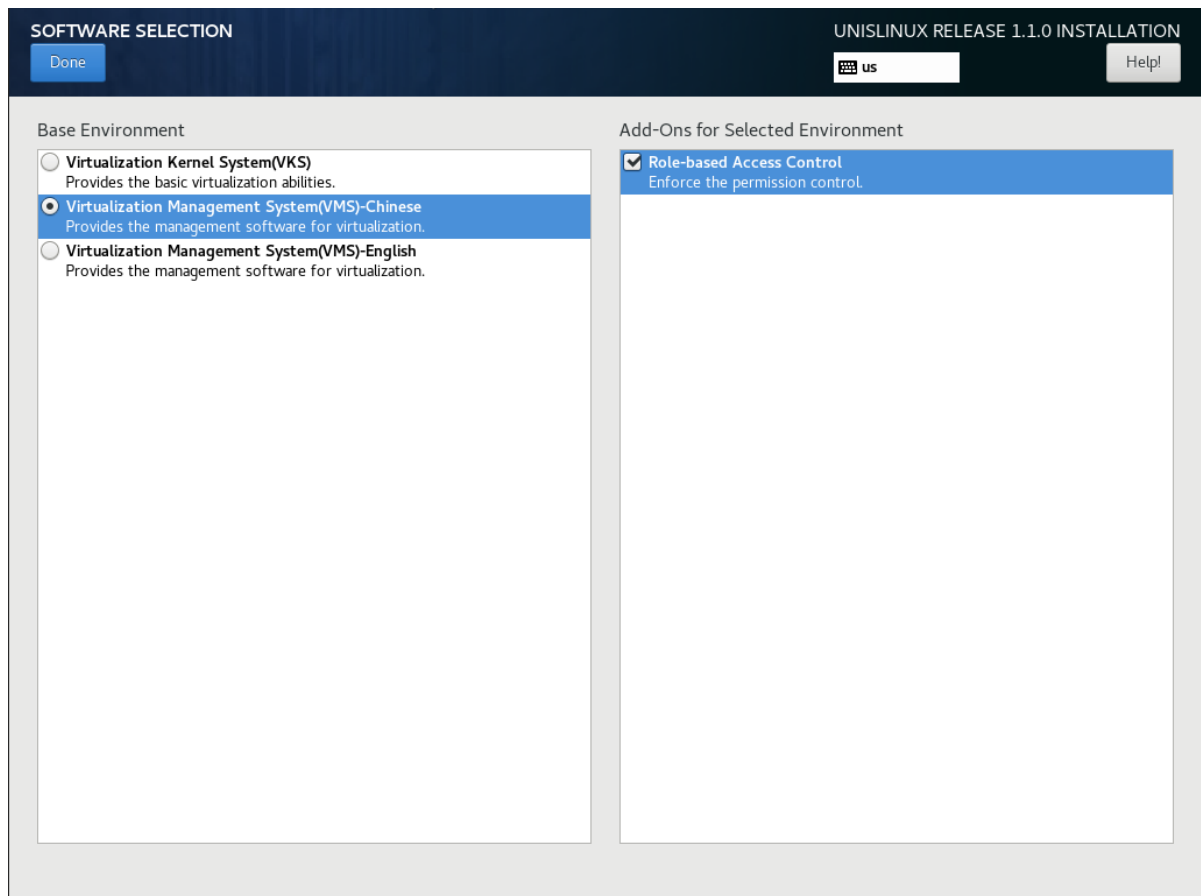 SOFTWARE SELECTION
UNISLINUX RELEASE 1.1.0 INSTALLATION
Done
us
Help!
Base Environment
Virtualization Kernel System(VKS)
Provides the basic virtualization abilities.
Virtualization Management System(VMS)-Chinese
Provides the management software for virtualization.
Virtualization Management System(VMS)-English
Provides the management software for virtualization.
Add-Ons for Selected Environment
Role-based Access Control
Enforce the permission control.